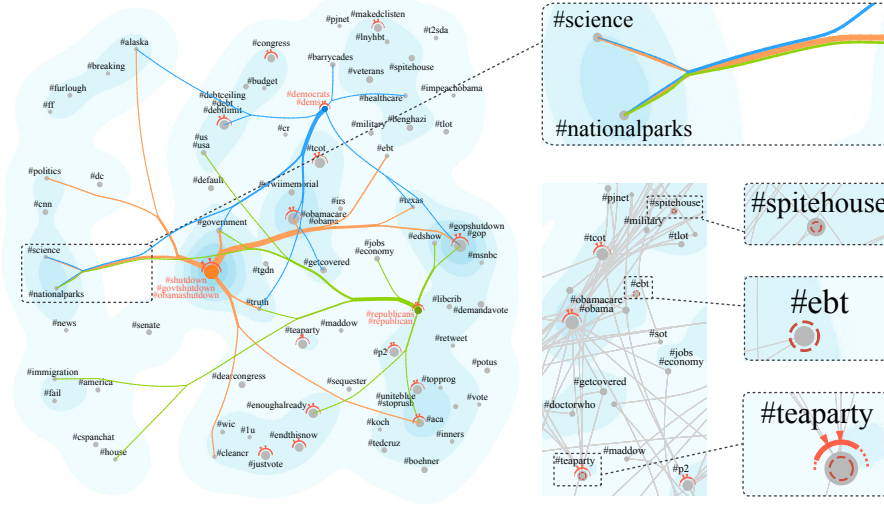 #makedclisten
#pjnet
#lnyhbt
#t2sda
#alaska
#congress
#barrycades
#spitehouse
#breaking
#veterans
#budget
#furlough
#debtceiling
#debt
#debtlimit
#democrats
#dems
#healthcare
#impeachobama
#ff
#cr
#military
#benghazi
#tlot
#us
#usa
#tcot
#ebt
#politics
#dc
#default
#wwiimemorial
#irs
#texas
#cnn
#government
#obamacare
#obama
#gopshutdown
#gop
#edshow
#science
#jobs
#economy
#msnbc
#tgdn
#getcovered
#shutdown
#govtshutdown
#obamashutdown
#nationalparks
#truth
#libcrib
#demandavote
#republicans
#republican
#news
#senate
#teaparty
#maddow
#retweet
#p2
#immigration
#america
#dearcongress
#sequester
#topprog
#potus
#fail
#uniteblue
#stoprush
#vote
#enoughalready
#aca
#koch
#wic
#1u
#inners
#cspanchat
#house
#endthisnow
#tedcruz
#cleancr
#justvote
#boehner
#science
#nationalparks
#pjnet
#spitehouse
#military
#tcot
#tlot
#ebt
#obamacare
#obama
#sot
#jobs
#economy
#getcovered
#doctorwho
#teaparty
#maddow
#p2
#spitehouse
#ebt
#teaparty